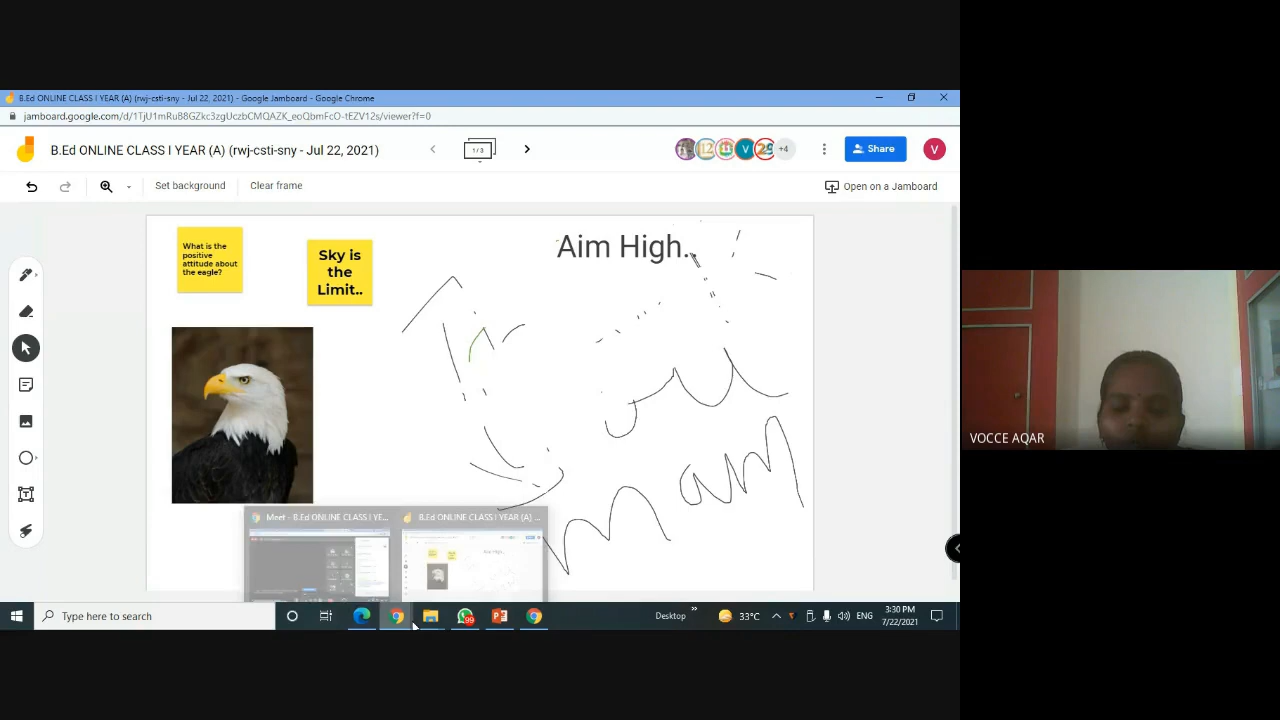 B.Ed ONLINE CLASS I YEAR (A) (rwj-csti-sny - Jul 22, 2021) - Google Jamboard - Google Chrome
jamboard.google.com/d/1TjU1mRu88GZkc3zgUczbCMQAZK_eoQbmFcO-tEZV12s/viewer?f=0
B.Ed ONLINE CLASS I YEAR (A) (rwj-csti-sny - Jul 22, 2021)
1 / 3
V
+4
Share
V
Set background
Clear frame
Open on a Jamboard
What is the
positive
attitude about
the eagle?
Sky is
the
Limit..
Aim High..
mam
VOCCE AQAR
Meet - B.Ed ONLINE CLASS I YE...
B.Ed ONLINE CLASS I YEAR (A) ...
Type here to search
99
Desktop
33°C
ENG
3:30 PM
7/22/2021